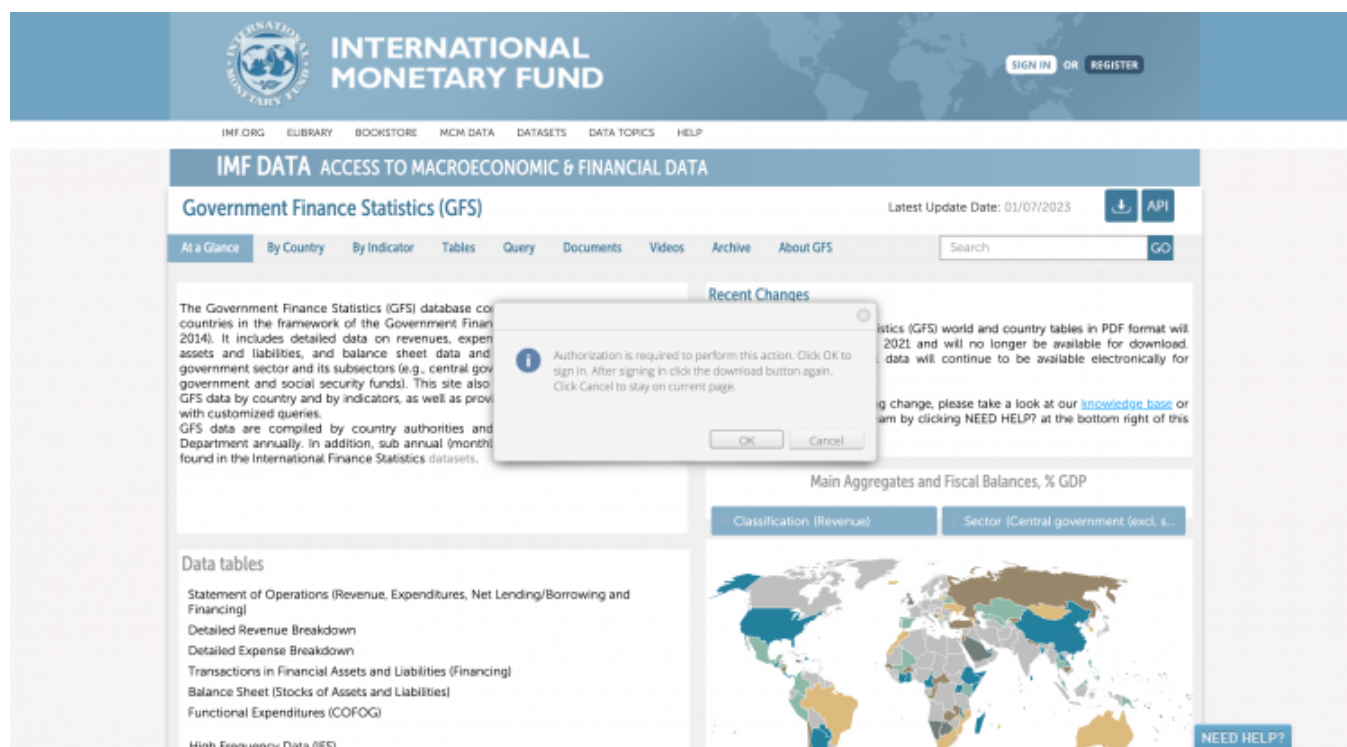 INTERNATIONAL
MONETARY FUND
INTERNATIONAL MONETARY FUND
SIGN IN OR REGISTER
IMF.ORG ELIBRARY BOOKSTORE MCM DATA DATASETS DATA TOPICS HELP
IMF DATA ACCESS TO MACROECONOMIC & FINANCIAL DATA
Government Finance Statistics (GFS)
Latest Update Date: 01/07/2023
API
At a Glance By Country By Indicator Tables Query Documents Videos Archive About GFS
Search GO
The Government Finance Statistics (GFS) database co
countries in the framework of the Government Finan
2014). It includes detailed data on revenues, expen
assets and liabilities, and balance sheet data and
government sector and its subsectors (e.g., central gov
government and social security funds). This site also
GFS data by country and by indicators, as well as provi
with customized queries.
GFS data are compiled by country authorities and
Department annually. In addition, sub annual (monthl
found in the International Finance Statistics datasets.
Authorization is required to perform this action. Click OK to
sign in. After signing in click the download button again.
Click Cancel to stay on current page.
OK Cancel
Recent Changes
istics (GFS) world and country tables in PDF format will
2021 and will no longer be available for download.
data will continue to be available electronically for
g change, please take a look at our knowledge base or
am by clicking NEED HELP? at the bottom right of this
Main Aggregates and Fiscal Balances, % GDP
Classification (Revenue)
Sector (Central government (excl. s...
Data tables
Statement of Operations (Revenue, Expenditures, Net Lending/Borrowing and
Financing)
Detailed Revenue Breakdown
Detailed Expense Breakdown
Transactions in Financial Assets and Liabilities (Financing)
Balance Sheet (Stocks of Assets and Liabilities)
Functional Expenditures (COFOG)
High Frequency Data (IFS)
NEED HELP?